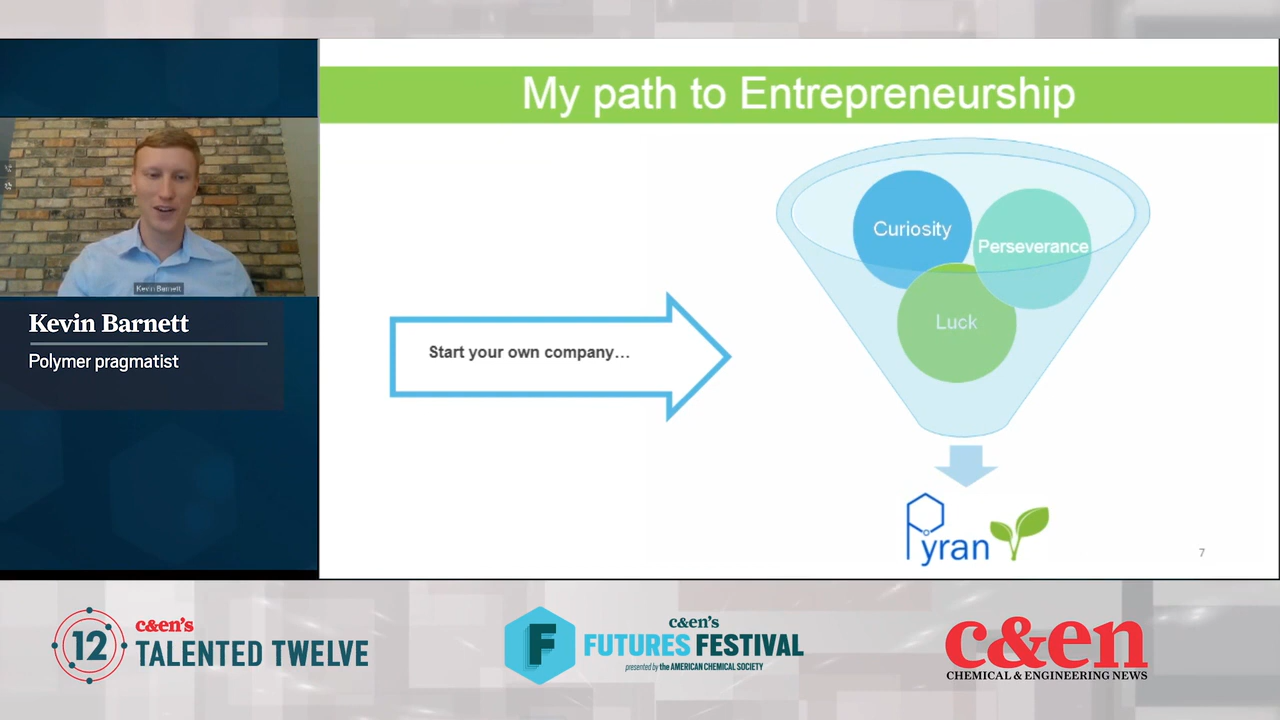 My path to Entrepreneurship
Kevin Barnett
Kevin Barnett
Polymer pragmatist
Start your own company...
Curiosity
Perseverance
Luck
Pyran
7
12
c&en's
TALENTED TWELVE
F
c&en's
FUTURES FESTIVAL
presented by the AMERICAN CHEMICAL SOCIETY
c&en
CHEMICAL & ENGINEERING NEWS